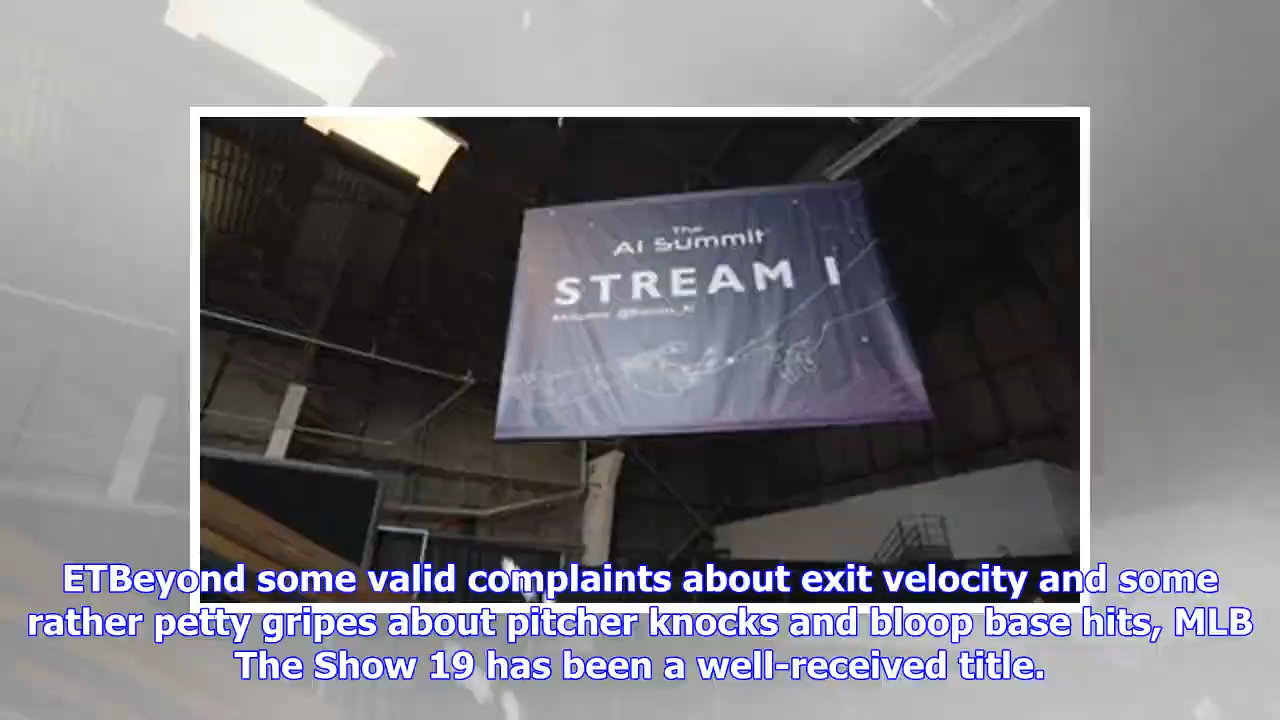 The
AI Summit
STREAM 1
ETBeyond some valid complaints about exit velocity and some
rather petty gripes about pitcher knocks and bloop base hits, MLB
The Show 19 has been a well-received title.